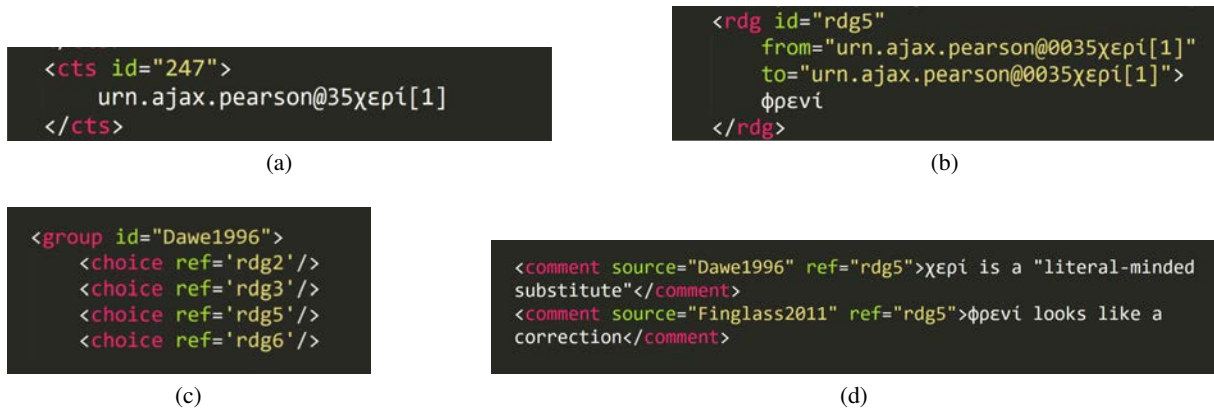 <cts id="247">
urn.ajax.pearson@35χερί[1]
</cts>
(a)
<rdg id="rdg5"
from="urn.ajax.pearson@0035χερί[1]"
to="urn.ajax.pearson@0035χερί[1]">
φρενί
</rdg>
(b)
<group id="Dawe1996">
<choice ref='rdg2'/>
<choice ref='rdg3'/>
<choice ref='rdg5'/>
<choice ref='rdg6'/>
(c)
<comment source="Dawe1996" ref="rdg5">χερί is a "literal-minded
substitute"</comment>
<comment source="Finglass2011" ref="rdg5">φρενί looks like a
correction</comment>
(d)